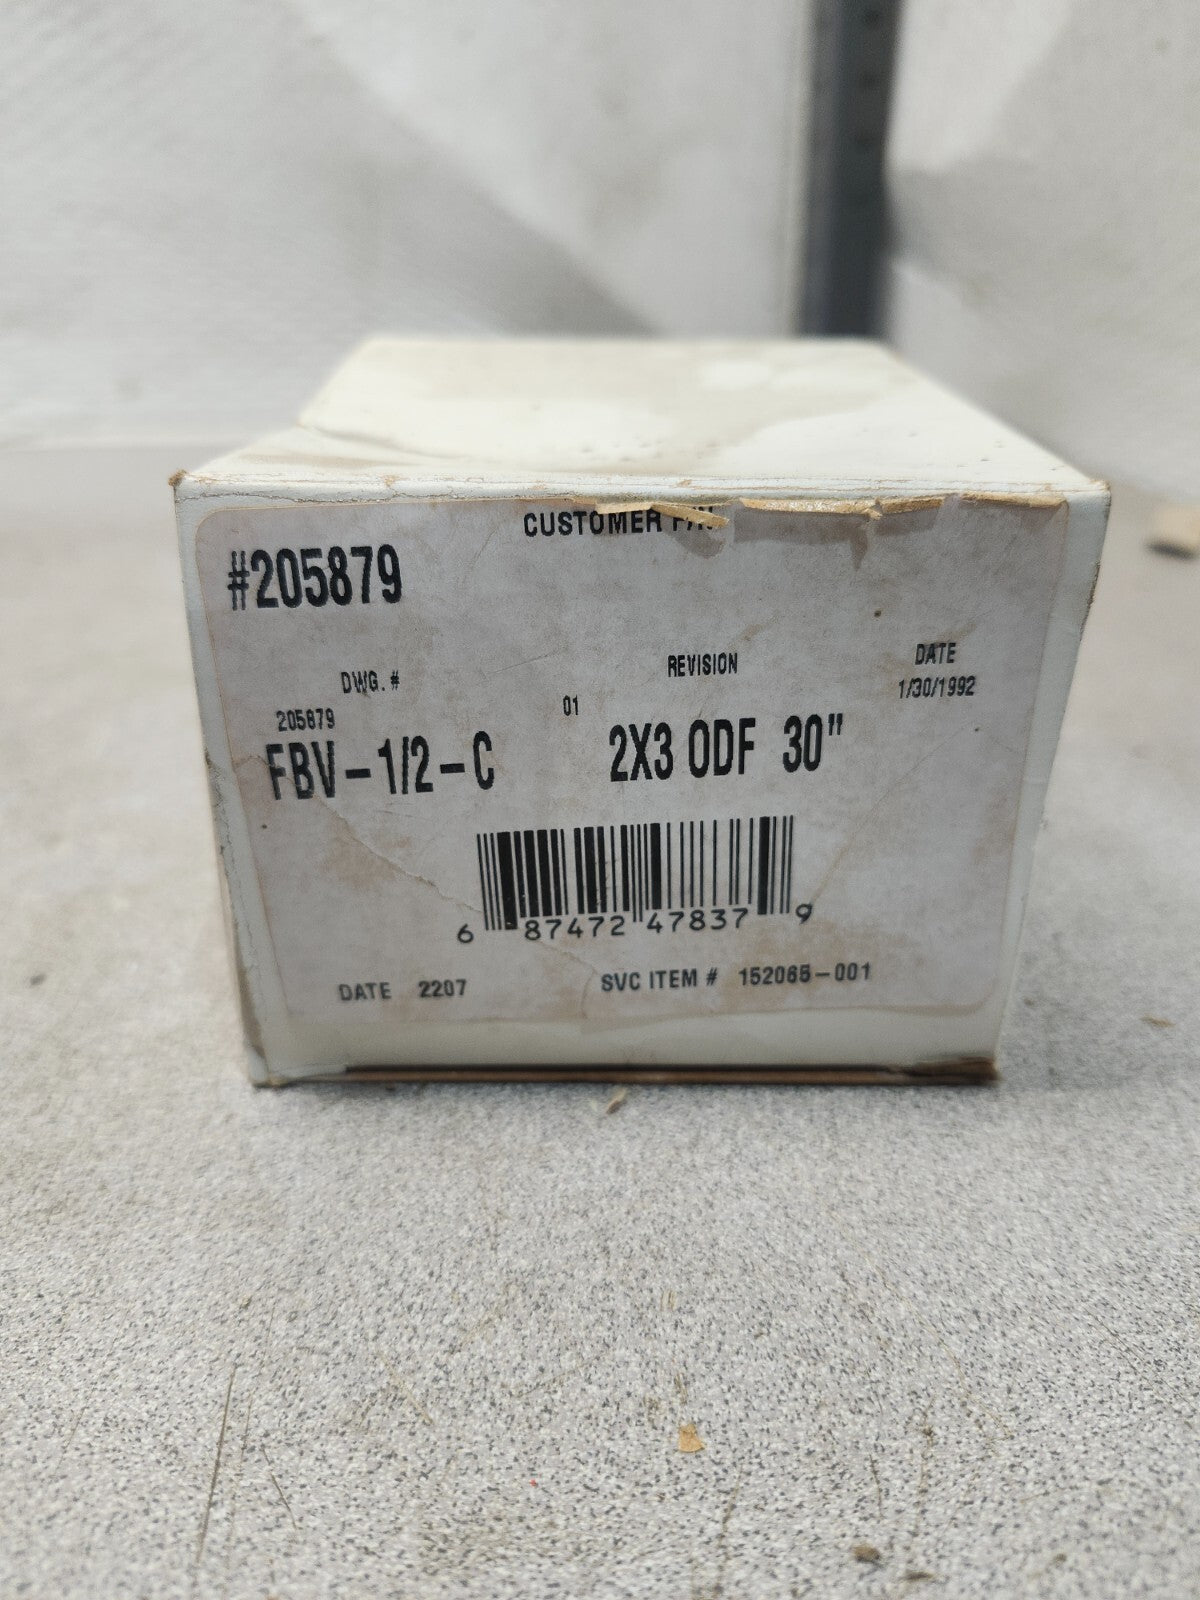 CUSTOMER P/N
#205879
DWG. # REVISION DATE
205879 01 1/30/1992
FBV-1/2-C 2X3 ODF 30"
6 87472 47837 9
DATE 2207 SVC ITEM # 152065-001